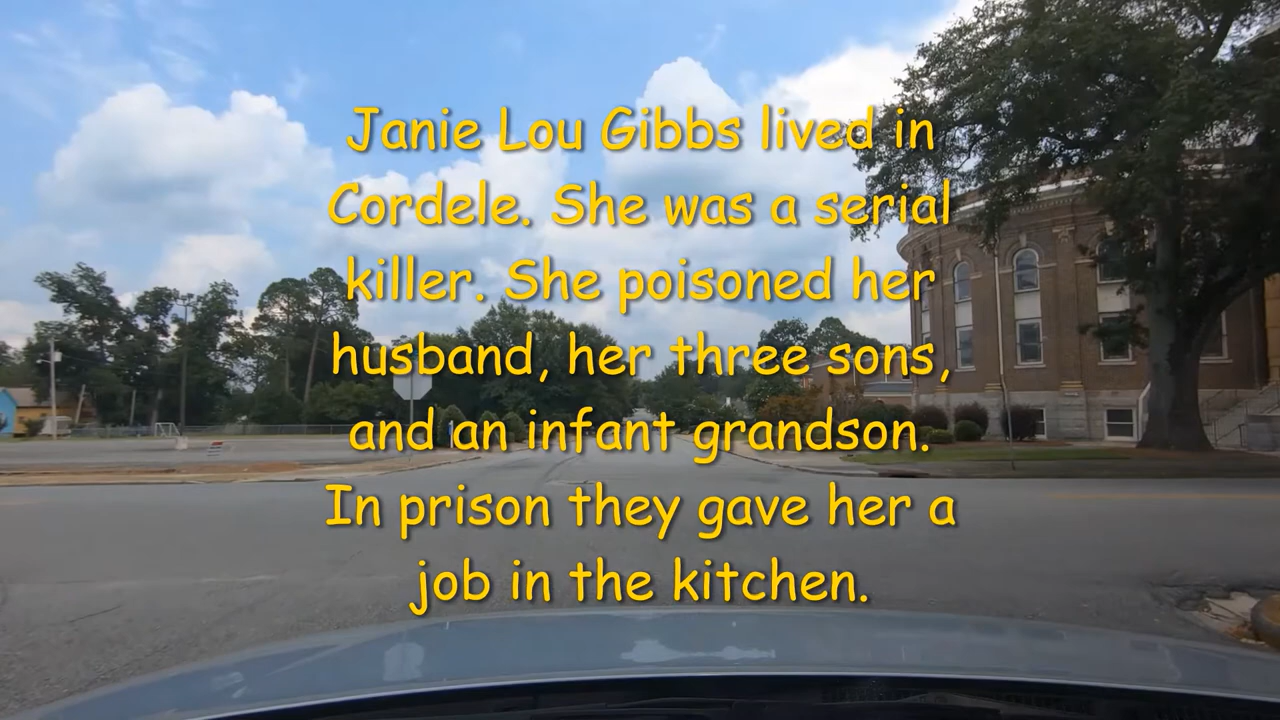 Janie Lou Gibbs lived in
Cordele. She was a serial
killer. She poisoned her
husband, her three sons,
and an infant grandson.
In prison they gave her a
job in the kitchen.